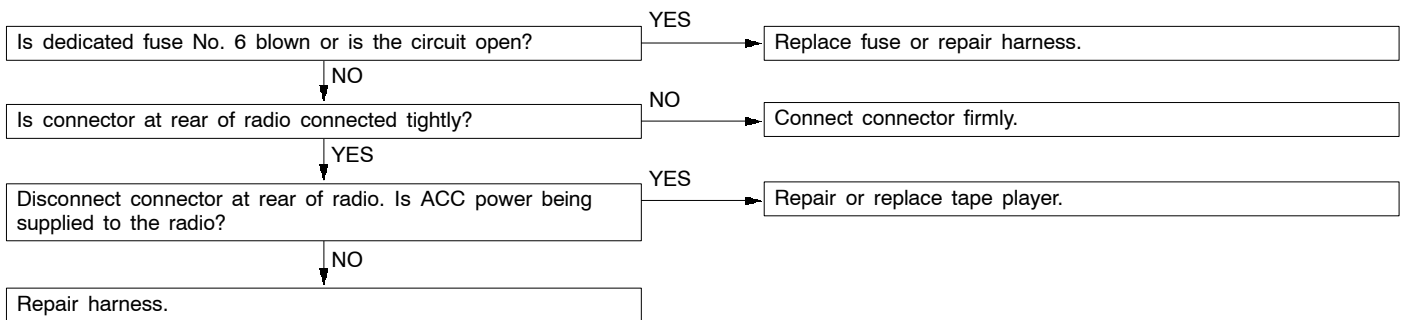 YES
Is dedicated fuse No. 6 blown or is the circuit open?
Replace fuse or repair harness.
NO
NO
Is connector at rear of radio connected tightly?
Connect connector firmly.
YES
YES
Disconnect connector at rear of radio. Is ACC power being
supplied to the radio?
Repair or replace tape player.
NO
Repair harness.